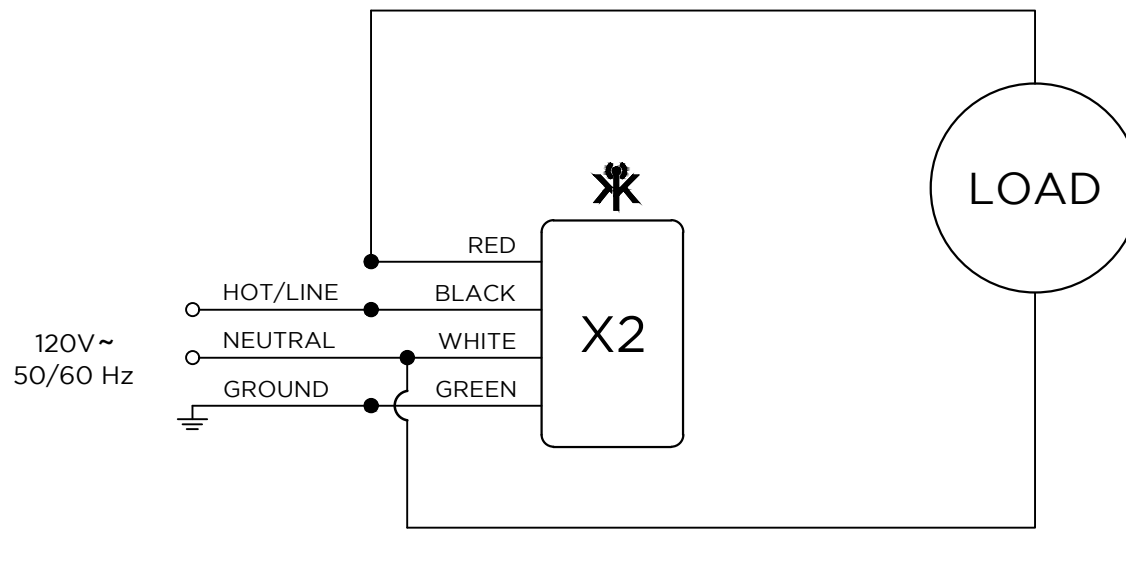 RED
HOT/LINE BLACK
NEUTRAL WHITE
GROUND GREEN
120V~
50/60 Hz
X2
LOAD